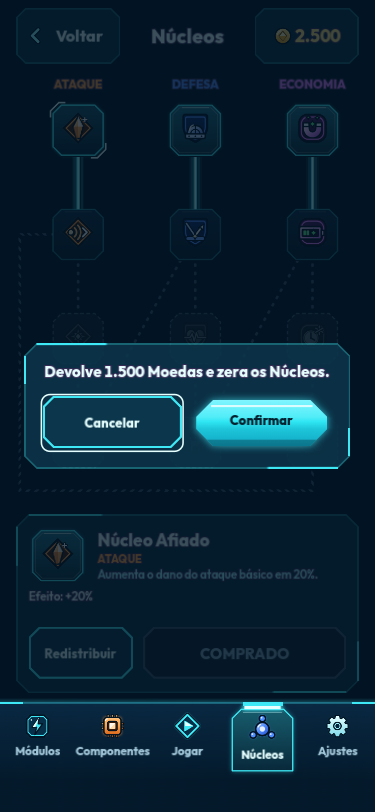 Voltar
Núcleos
2.500
ATAQUE
DEFESA
ECONOMIA
Devolve 1.500 Moedas e zera os Núcleos.
Cancelar
Confirmar
Núcleo Afiado
ATAQUE
Aumenta o dano do ataque básico em 20%.
Efeito: +20%
Redistribuir
COMPRADO
Módulos
Componentes
Jogar
Núcleos
Ajustes